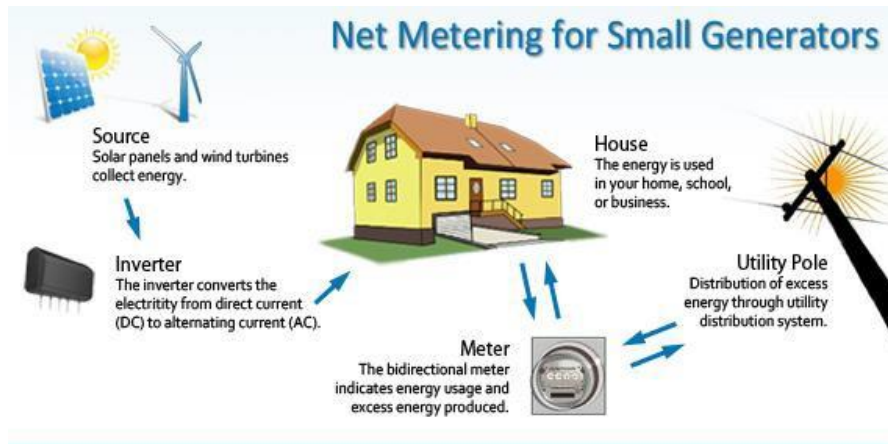 Net Metering for Small Generators
Source
Solar panels and wind turbines
collect energy.
House
The energy is used
in your home, school,
or business.
Inverter
The inverter converts the
electritity from direct current
(DC) to alternating current (AC).
Utility Pole
Distribution of excess
energy through utillity
distribution system.
Meter
The bidirectional meter
indicates energy usage and
excess energy produced.